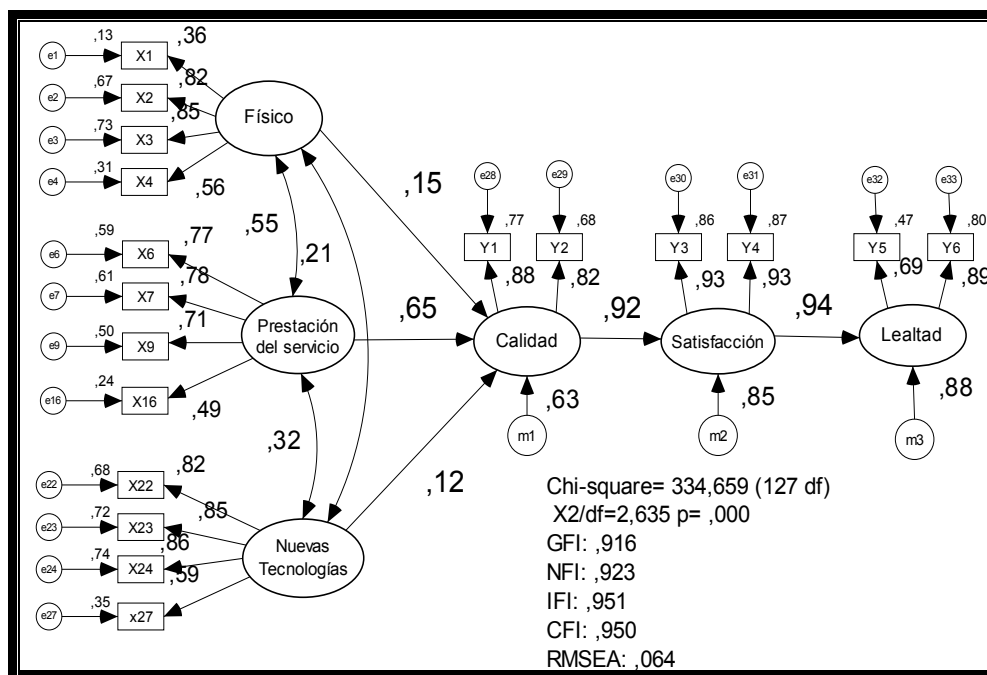 e1 ,13 X1 ,36
e2 ,67 X2 ,82
e3 ,73 X3 ,85
e4 ,31 X4 ,56
Físico
,15
,55
,21
e6 ,59 X6 ,77
e7 ,61 X7 ,78
e9 ,50 X9 ,71
e16 ,24 X16 ,49
Prestación
del servicio
,65
,32
e22 ,68 X22 ,82
e23 ,72 X23 ,85
e24 ,74 X24 ,86
e27 ,35 x27 ,59
Nuevas
Tecnologías
,12
e28 e29
,77 ,68
Y1 Y2
,88 ,82
Calidad
,63
m1
,92
e30 e31
,86 ,87
Y3 Y4
,93 ,93
Satisfacción
,85
m2
,94
e32 e33
,47 ,80
Y5 Y6
,69 ,89
Lealtad
,88
m3
Chi-square= 334,659 (127 df)
X2/df=2,635 p= ,000
GFI: ,916
NFI: ,923
IFI: ,951
CFI: ,950
RMSEA: ,064